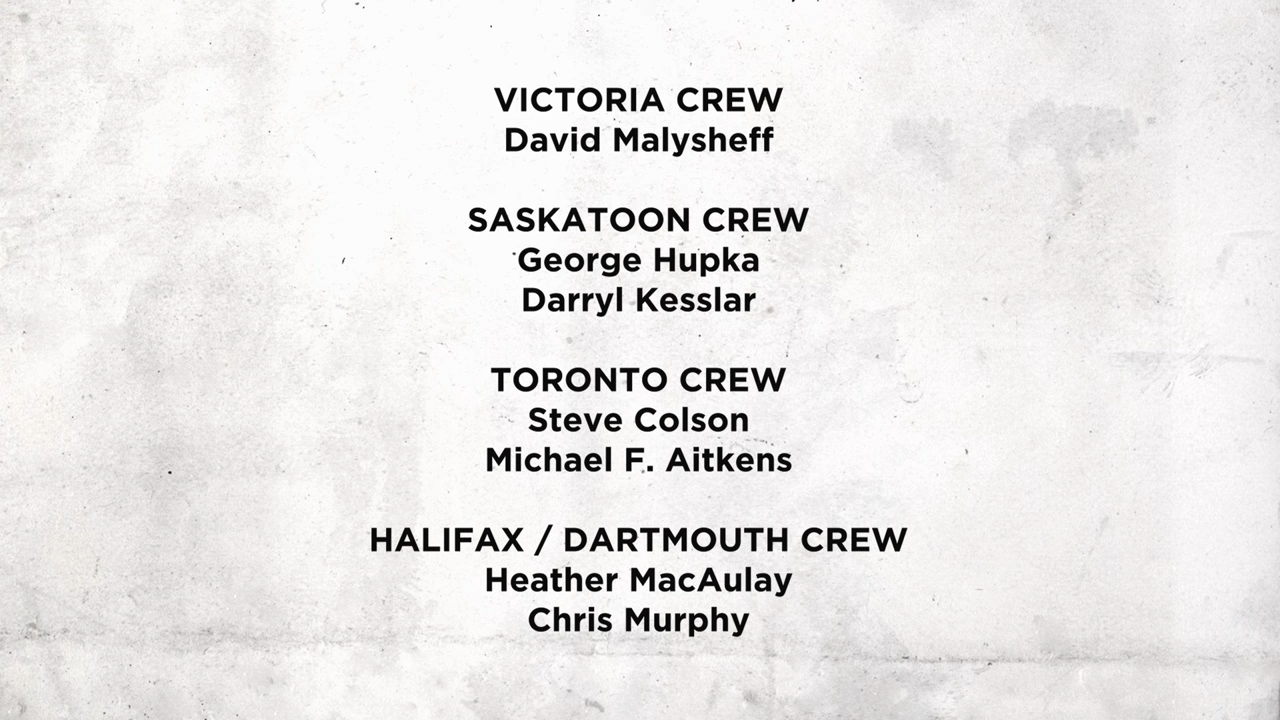 VICTORIA CREW
David Malysheff
SASKATOON CREW
George Hupka
Darryl Kesslar
TORONTO CREW
Steve Colson
Michael F. Aitkens
HALIFAX / DARTMOUTH CREW
Heather MacAulay
Chris Murphy